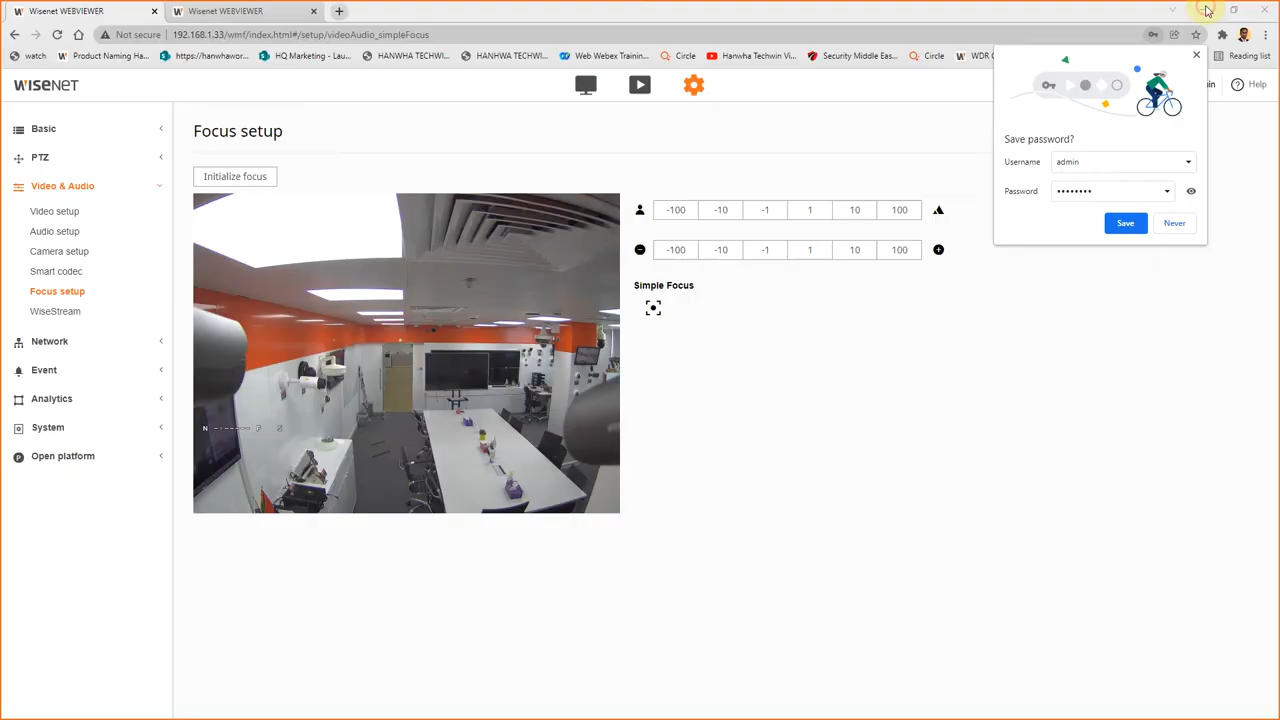 Wisenet WEBVIEWER
Wisenet WEBVIEWER
Not secure 192.168.1.33/wmf/index.html#/setup/videoAudio_simpleFocus
watch Product Naming Ha... https://hanwhawor... HQ Marketing - Lau... HANWHA TECHWI... HANWHA TECHWI... Web Webex Training... Circle Hanwha Techwin Vi... Security Middle Eas... Circle WDR C Reading list
WISENET
Help
Save password?
Username admin
Password ••••••••
Save Never
Basic
PTZ
Video & Audio
Video setup
Audio setup
Camera setup
Smart codec
Focus setup
WiseStream
Network
Event
Analytics
System
Open platform
Focus setup
Initialize focus
-100 -10 -1 1 10 100
-100 -10 -1 1 10 100
Simple Focus
N F S